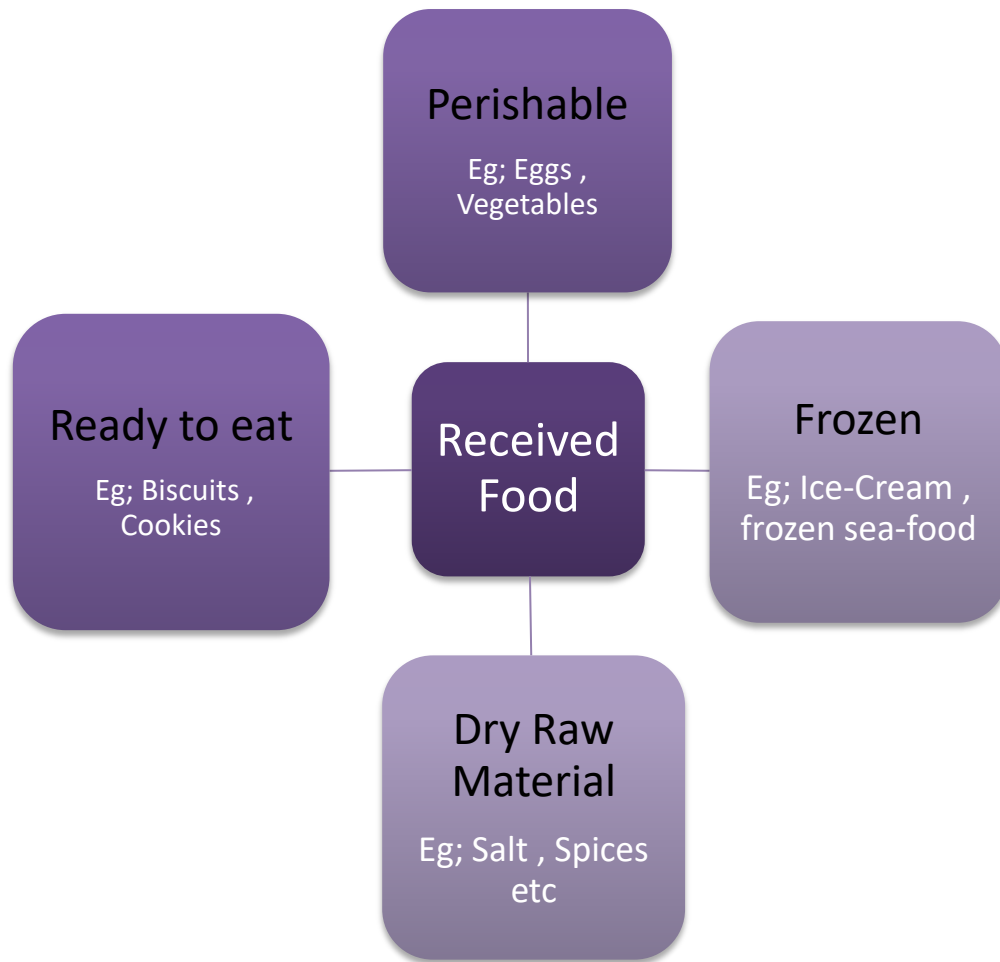 Perishable
Eg; Eggs ,
Vegetables
Ready to eat
Eg; Biscuits ,
Cookies
Received
Food
Frozen
Eg; Ice-Cream ,
frozen sea-food
Dry Raw
Material
Eg; Salt , Spices
etc